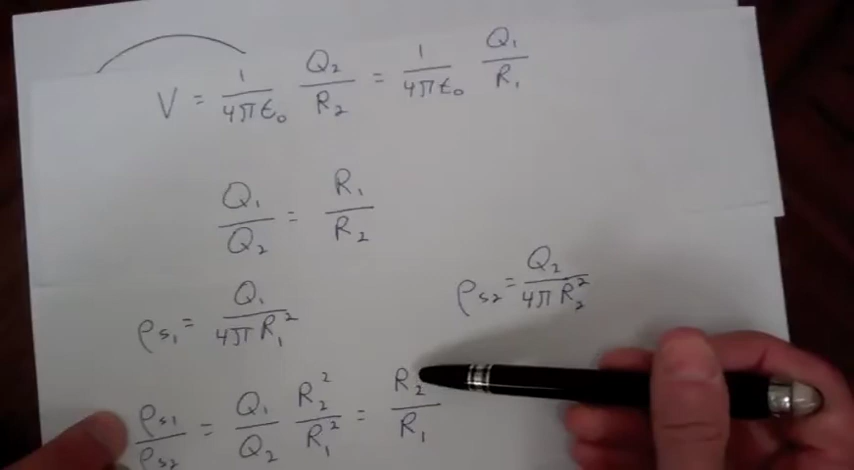 V = 1/4πε₀ Q₂/R₂ = 1/4πε₀ Q₁/R₁
Q₁/Q₂ = R₁/R₂
ρs₁ = Q₁/4πR₁² ρs₂ = Q₂/4πR₂²
ρs₁/ρs₂ = Q₁/Q₂ R₂²/R₁² = R₂/R₁